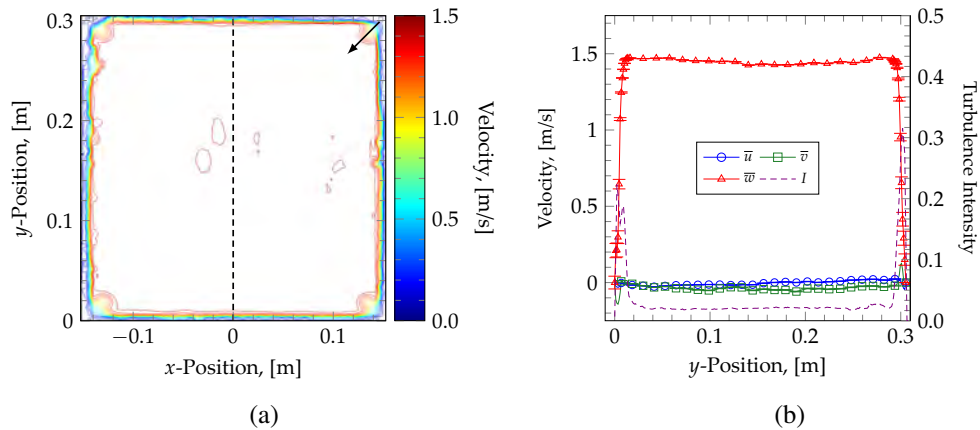 0.3
0.2
0.1
0
y-Position, [m]
−0.1 0 0.1
x-Position, [m]
1.5
1.0
0.5
0.0
Velocity, [m/s]
(a)
1.5
1
0.5
0
Velocity, [m/s]
u̅ v̅
w̅ I
0.5
0.4
0.3
0.2
0.1
0.0
Turbulence Intensity
0 0.1 0.2 0.3
y-Position, [m]
(b)